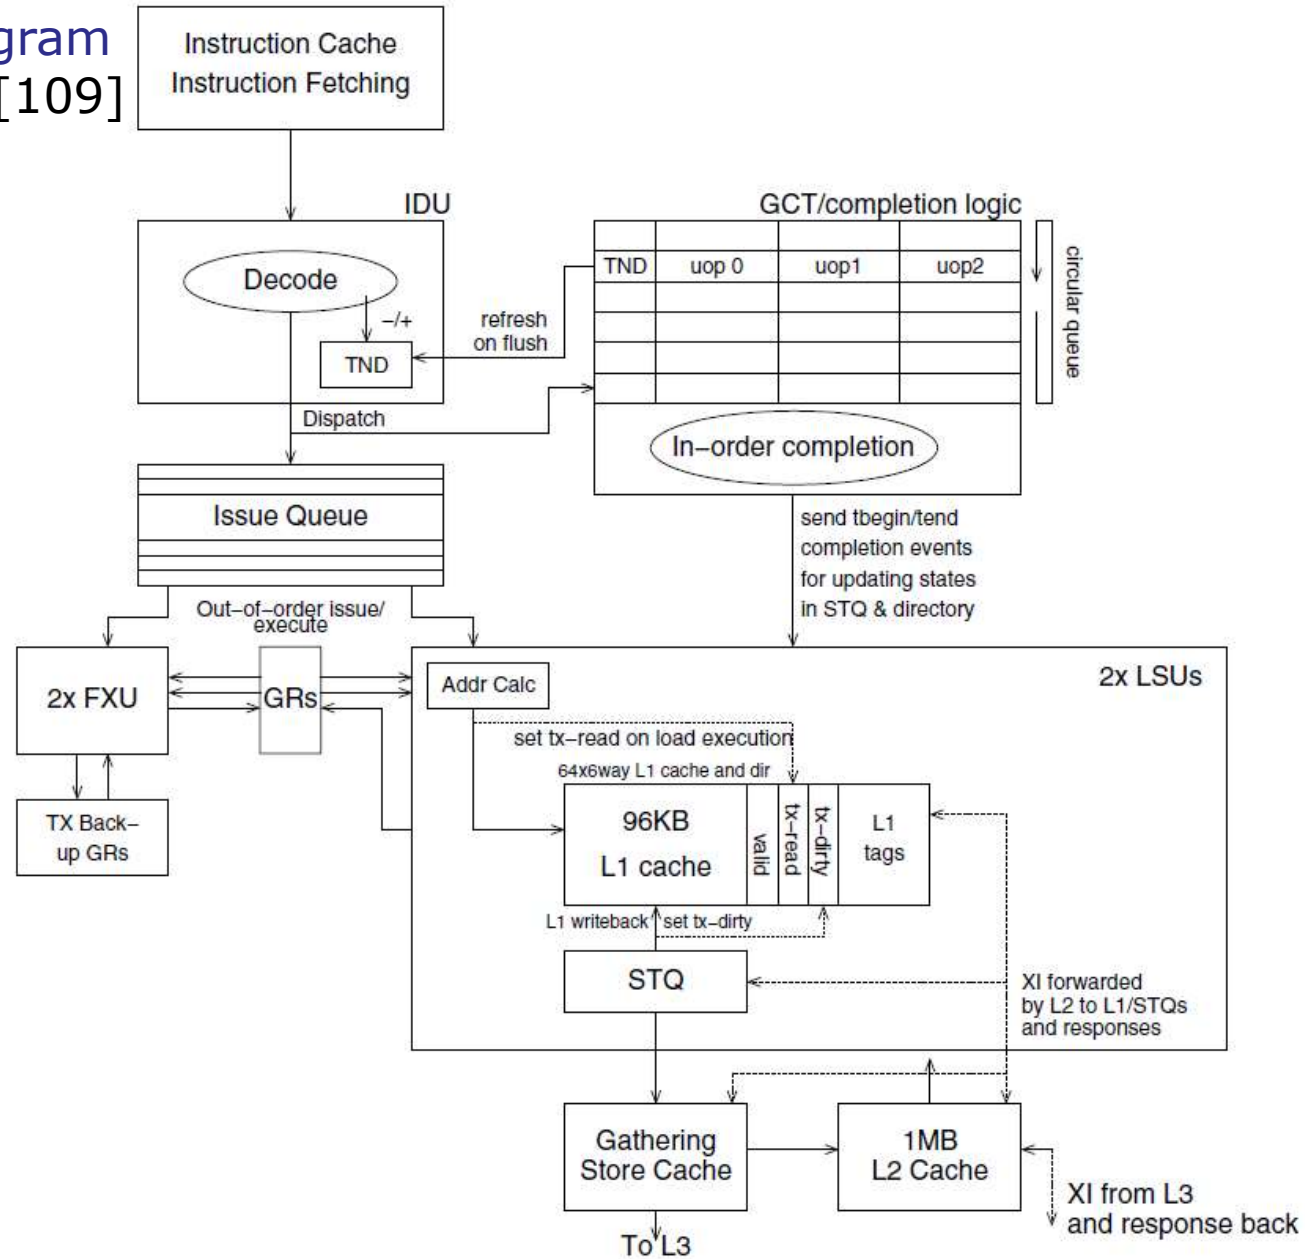 gram
[109]
Instruction Cache
Instruction Fetching
IDU
Decode
−/+
TND
refresh
on flush
GCT/completion logic
TND uop 0 uop1 uop2
circular queue
Dispatch
In−order completion
Issue Queue
send tbegin/tend
completion events
for updating states
in STQ & directory
Out−of−order issue/
execute
2x FXU
GRs
TX Back−
up GRs
2x LSUs
Addr Calc
set tx−read on load execution
64x6way L1 cache and dir
96KB
L1 cache
valid
tx−read
tx−dirty
L1
tags
L1 writeback
set tx−dirty
STQ
XI forwarded
by L2 to L1/STQs
and responses
Gathering
Store Cache
1MB
L2 Cache
XI from L3
and response back
To L3